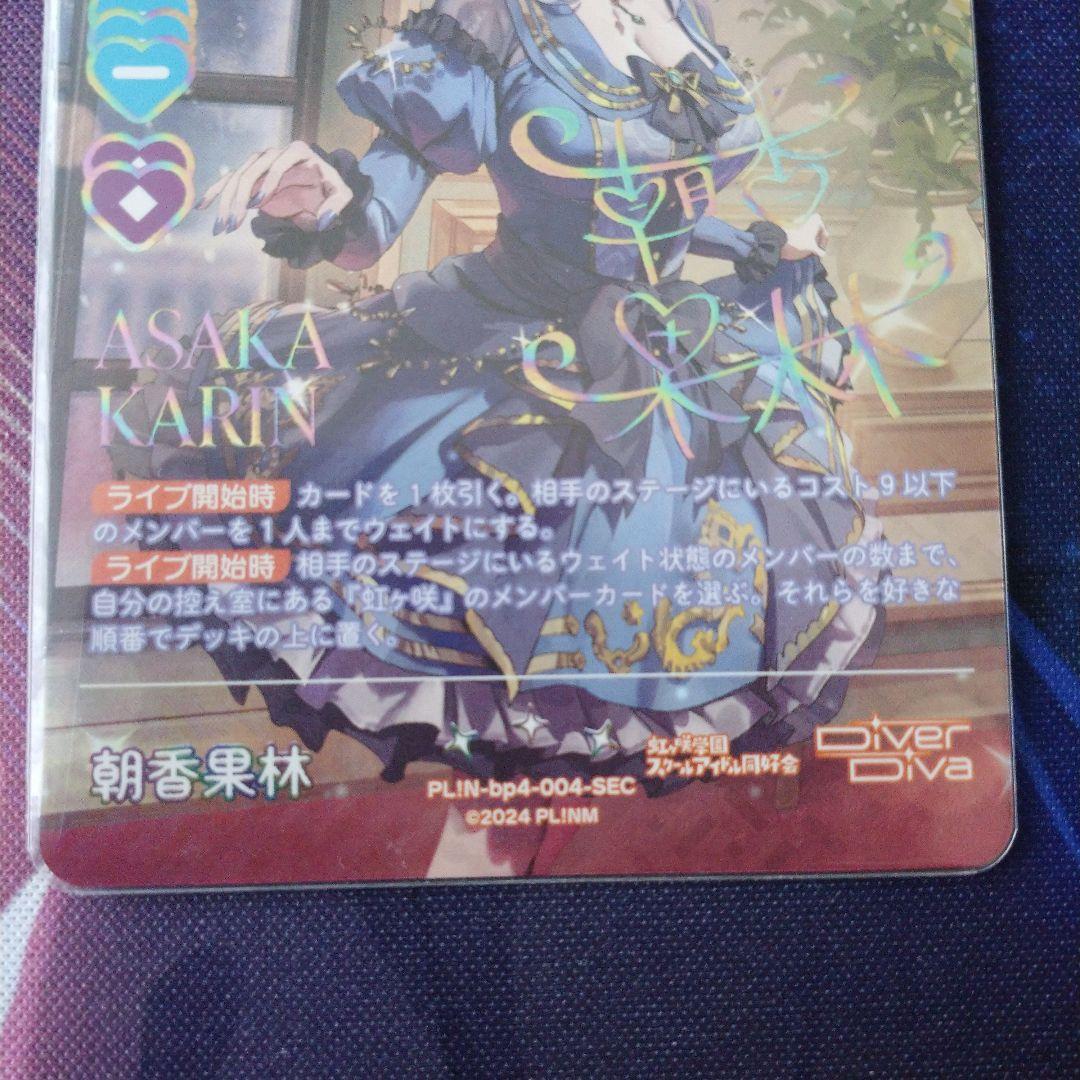 朝香
果林
ASAKA
KARIN
ライブ開始時 カードを1枚引く。相手のステージにいるコスト9以下
のメンバーを1人までウェイトにする。
ライブ開始時 相手のステージにいるウェイト状態のメンバーの数まで、
自分の控え室にある『虹ヶ咲』のメンバーカードを選ぶ。それらを好きな
順番でデッキの上に置く。
朝香果林
PL!N-bp4-004-SEC
©2024 PL!NM
虹ヶ咲学園
スクールアイドル同好会
DiVer
Diva